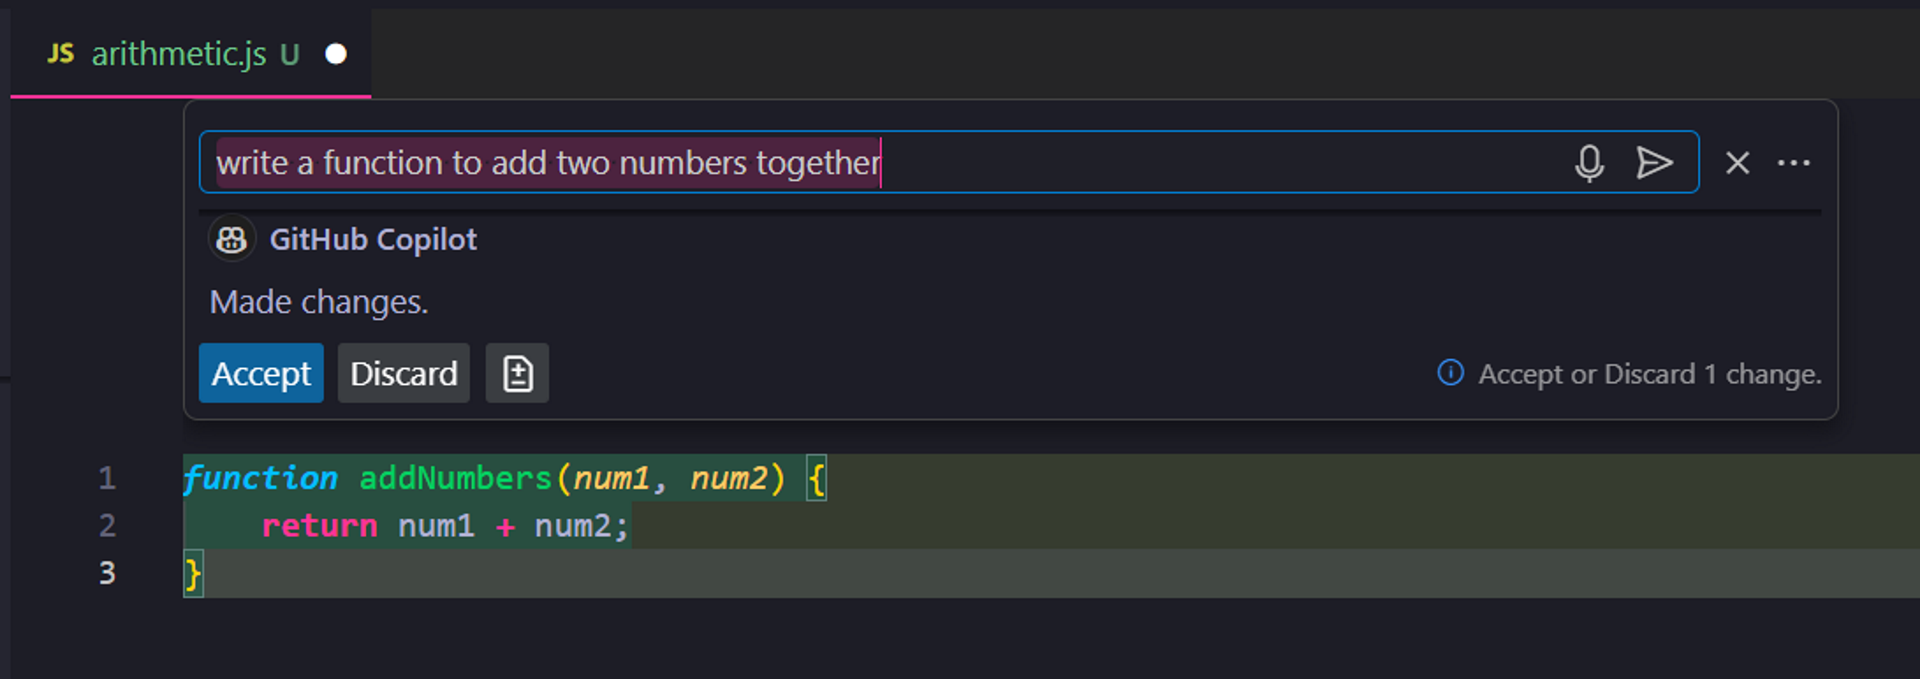 JS arithmetic.js U
write a function to add two numbers together
GitHub Copilot
Made changes.
Accept Discard Accept or Discard 1 change.
1 function addNumbers(num1, num2) {
2 return num1 + num2;
3 }